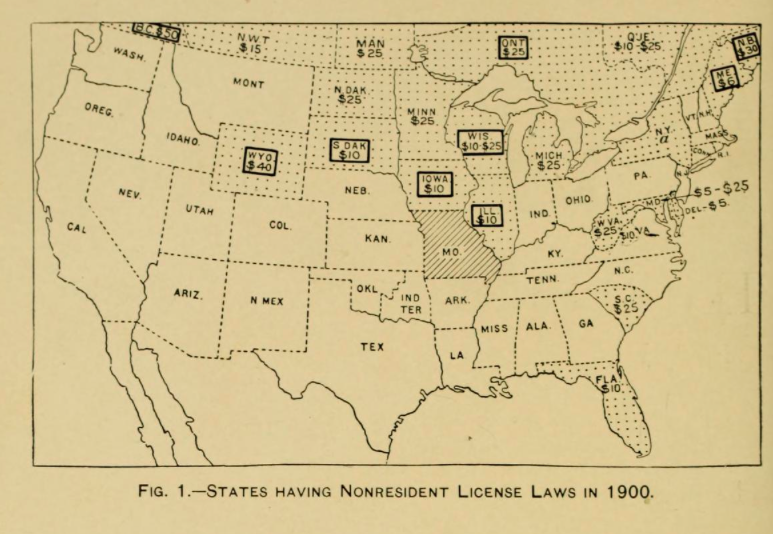 B.C. $50
N.W.T
$15
MAN
$25
ONT
$25
QUE
$10-$25
N.B.
$30
WASH.
MONT
N.DAK.
$25
MINN
$25.
ME
$6
OREG.
IDAHO.
WYO
$40
S.DAK
$10
WIS.
$10-$25
MICH
$25
N.Y
a
VT.
N.H.
MASS
CONN
R.I.
NEV.
UTAH
COL.
NEB.
IOWA
$10
ILL
$10
IND.
OHIO.
PA.
N.J.
MD.
$5-$25
DEL-$5.
W.VA.
$25
$10 VA.
CAL
KAN.
MO.
KY.
ARIZ.
N MEX
OKL
IND
TER
ARK.
TENN.
N.C.
S.C.
$25
TEX
LA
MISS
ALA.
GA
FLA
$10
FIG. 1.—STATES HAVING NONRESIDENT LICENSE LAWS IN 1900.